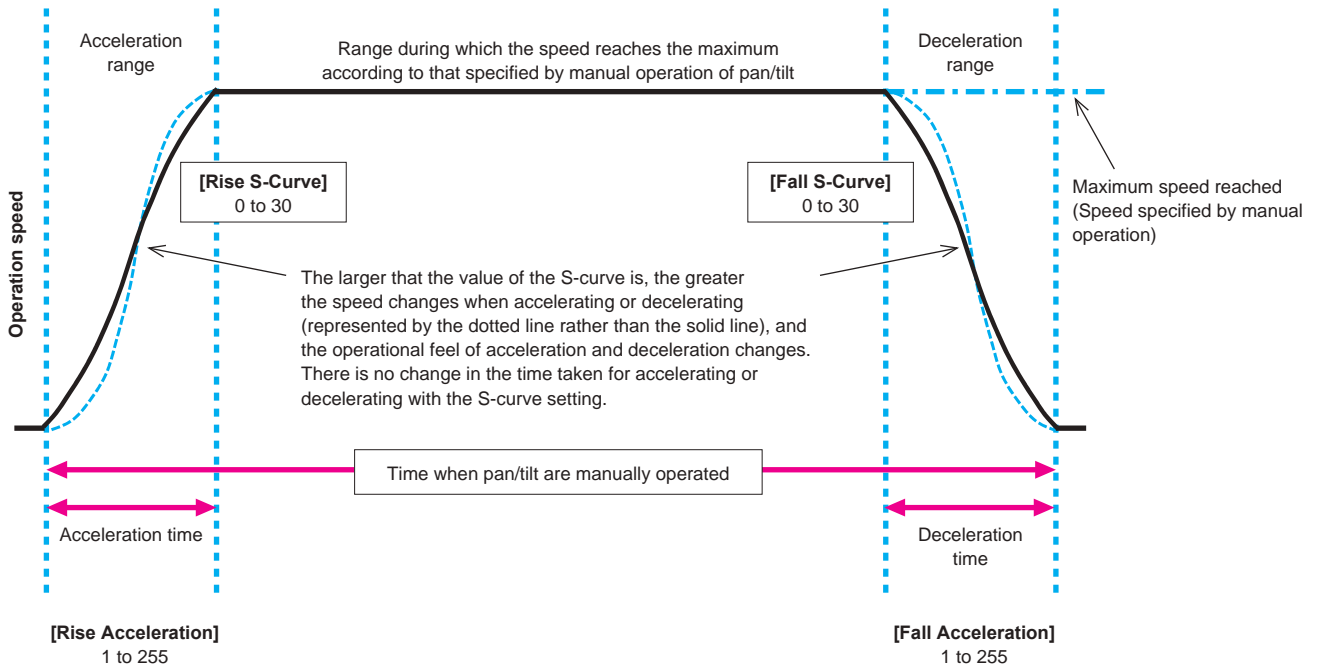 Acceleration
range
Range during which the speed reaches the maximum
according to that specified by manual operation of pan/tilt
Deceleration
range
Operation speed
[Rise S-Curve]
0 to 30
[Fall S-Curve]
0 to 30
Maximum speed reached
(Speed specified by manual
operation)
The larger that the value of the S-curve is, the greater
the speed changes when accelerating or decelerating
(represented by the dotted line rather than the solid line), and
the operational feel of acceleration and deceleration changes.
There is no change in the time taken for accelerating or
decelerating with the S-curve setting.
Time when pan/tilt are manually operated
Acceleration time
Deceleration
time
[Rise Acceleration]
1 to 255
[Fall Acceleration]
1 to 255